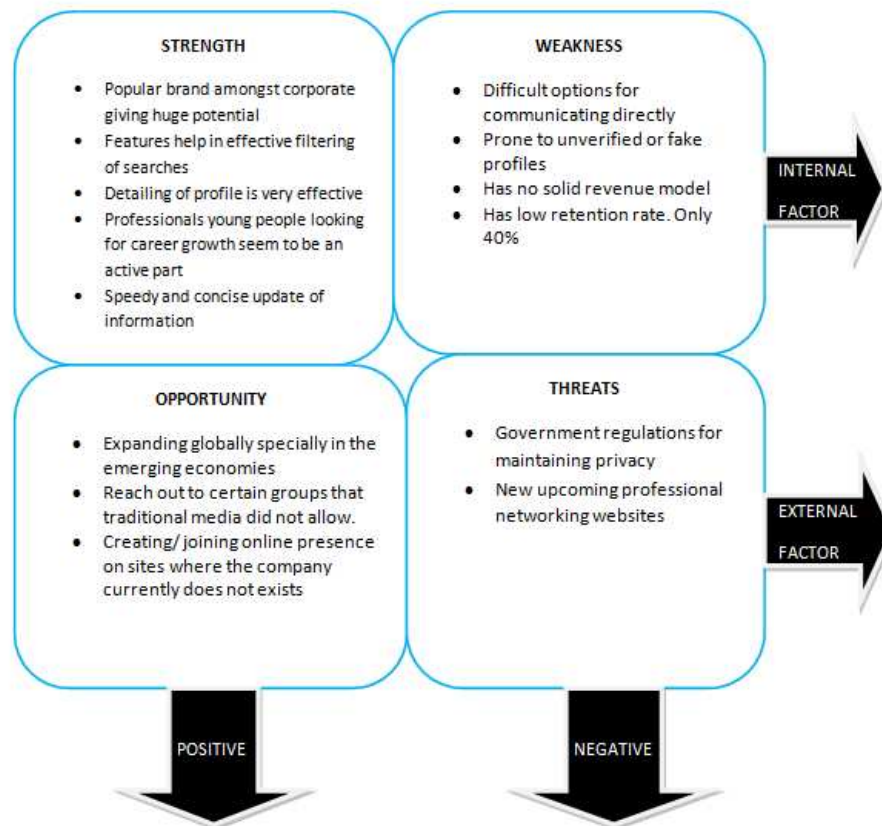 STRENGTH
• Popular brand amongst corporate
giving huge potential
• Features help in effective filtering
of searches
• Detailing of profile is very effective
• Professionals young people looking
for career growth seem to be an
active part
• Speedy and concise update of
information
WEAKNESS
• Difficult options for
communicating directly
• Prone to unverified or fake
profiles
• Has no solid revenue model
• Has low retention rate. Only
40%
INTERNAL
FACTOR
OPPORTUNITY
• Expanding globally specially in the
emerging economies
• Reach out to certain groups that
traditional media did not allow.
• Creating/ joining online presence
on sites where the company
currently does not exists
THREATS
• Government regulations for
maintaining privacy
• New upcoming professional
networking websites
EXTERNAL
FACTOR
POSITIVE
NEGATIVE